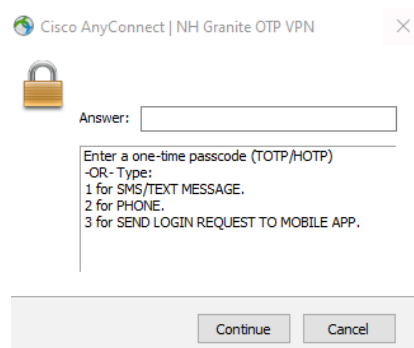 Cisco AnyConnect | NH Granite OTP VPN
Answer:
Enter a one-time passcode (TOTP/HOTP)
-OR- Type:
1 for SMS/TEXT MESSAGE.
2 for PHONE.
3 for SEND LOGIN REQUEST TO MOBILE APP.
Continue Cancel